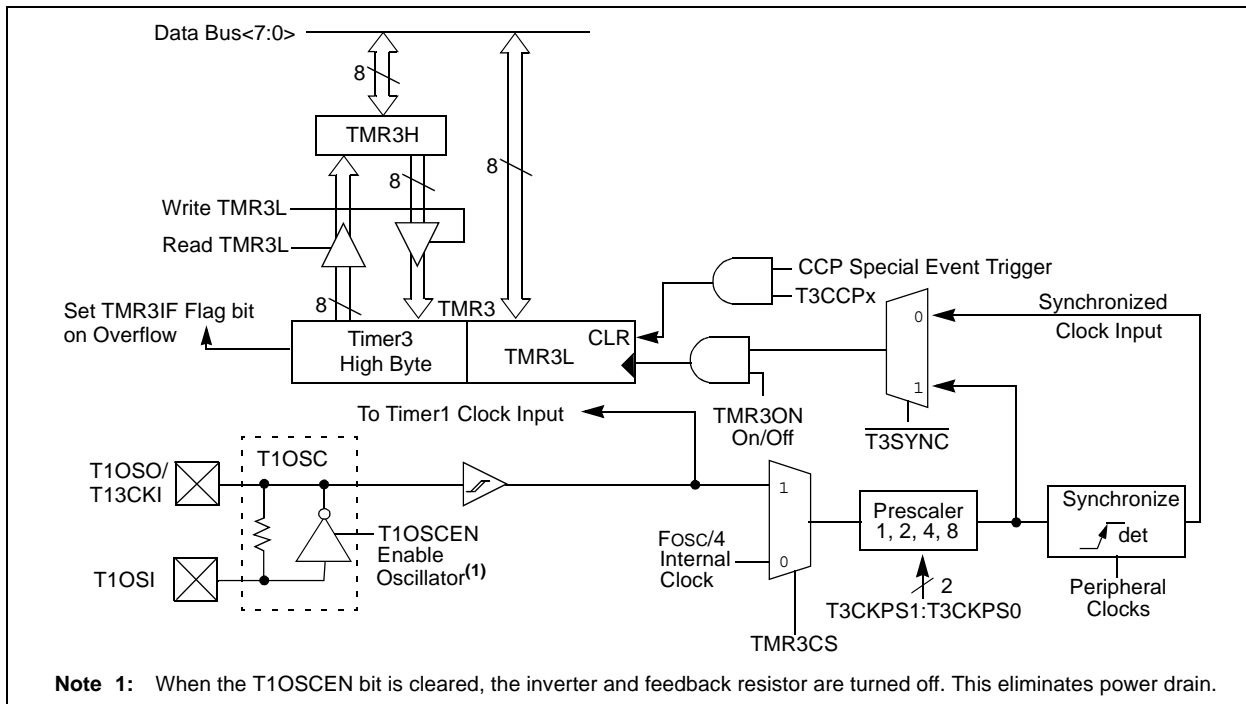 Data Bus<7:0>
8
TMR3H
8
8
Write TMR3L
Read TMR3L
8
TMR3
CCP Special Event Trigger
T3CCPx
Set TMR3IF Flag bit
on Overflow
Timer3
High Byte
TMR3L
CLR
0
Synchronized
Clock Input
1
To Timer1 Clock Input
TMR3ON
On/Off
T3SYNC
T1OSC
T1OSO/
T13CKI
1
Prescaler
1, 2, 4, 8
Synchronize
det
T1OSCEN
Enable
Oscillator(1)
FOSC/4
Internal
Clock
0
T1OSI
2
T3CKPS1:T3CKPS0
Peripheral
Clocks
TMR3CS
Note 1: When the T1OSCEN bit is cleared, the inverter and feedback resistor are turned off. This eliminates power drain.